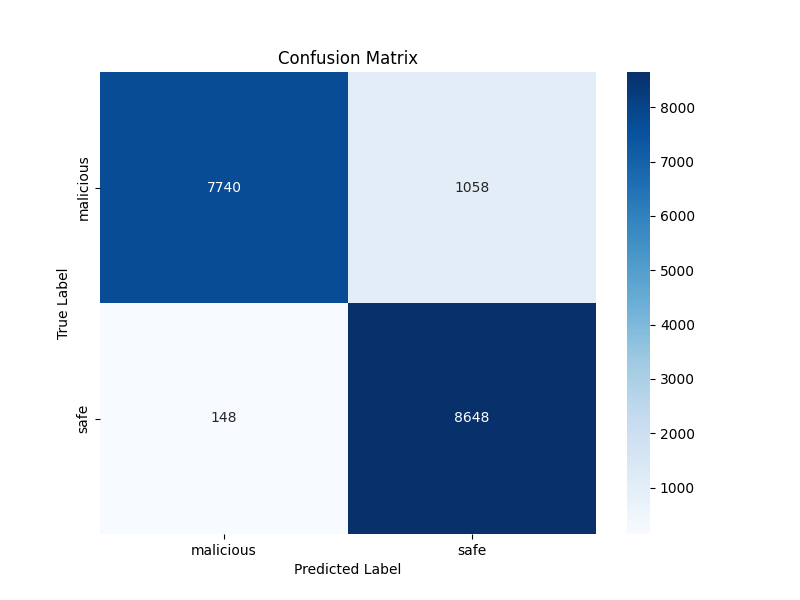 Confusion Matrix
malicious
safe
True Label
7740
1058
148
8648
malicious
safe
Predicted Label
8000
7000
6000
5000
4000
3000
2000
1000